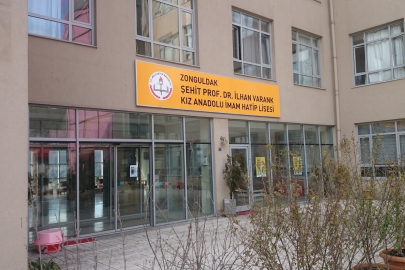 ZONGULDAK
ŞEHİT PROF. DR. İLHAN VARANK
KIZ ANADOLU İMAM HATİP LİSESİ